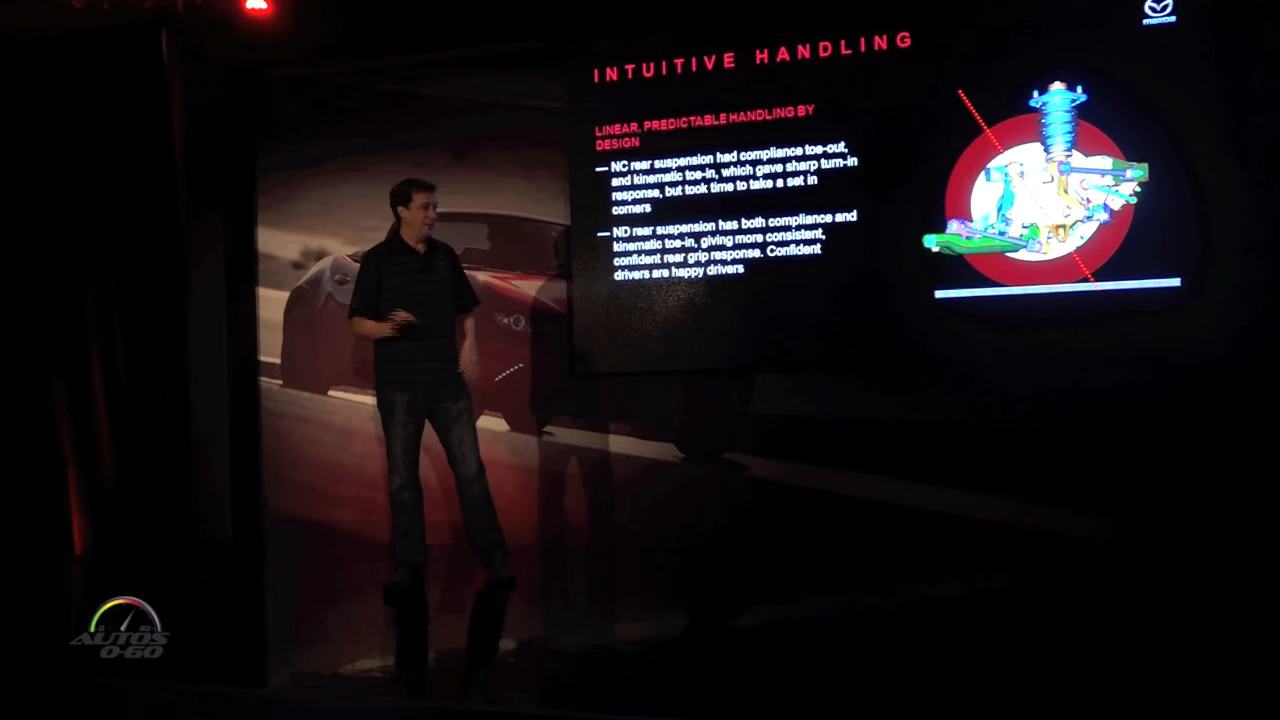 mazda
INTUITIVE HANDLING
LINEAR, PREDICTABLE HANDLING BY
DESIGN
— NC rear suspension had compliance toe-out,
and kinematic toe-in, which gave sharp turn-in
response, but took time to take a set in
corners
— ND rear suspension has both compliance and
kinematic toe-in, giving more consistent,
confident rear grip response. Confident
drivers are happy drivers
AUTOS
0-60